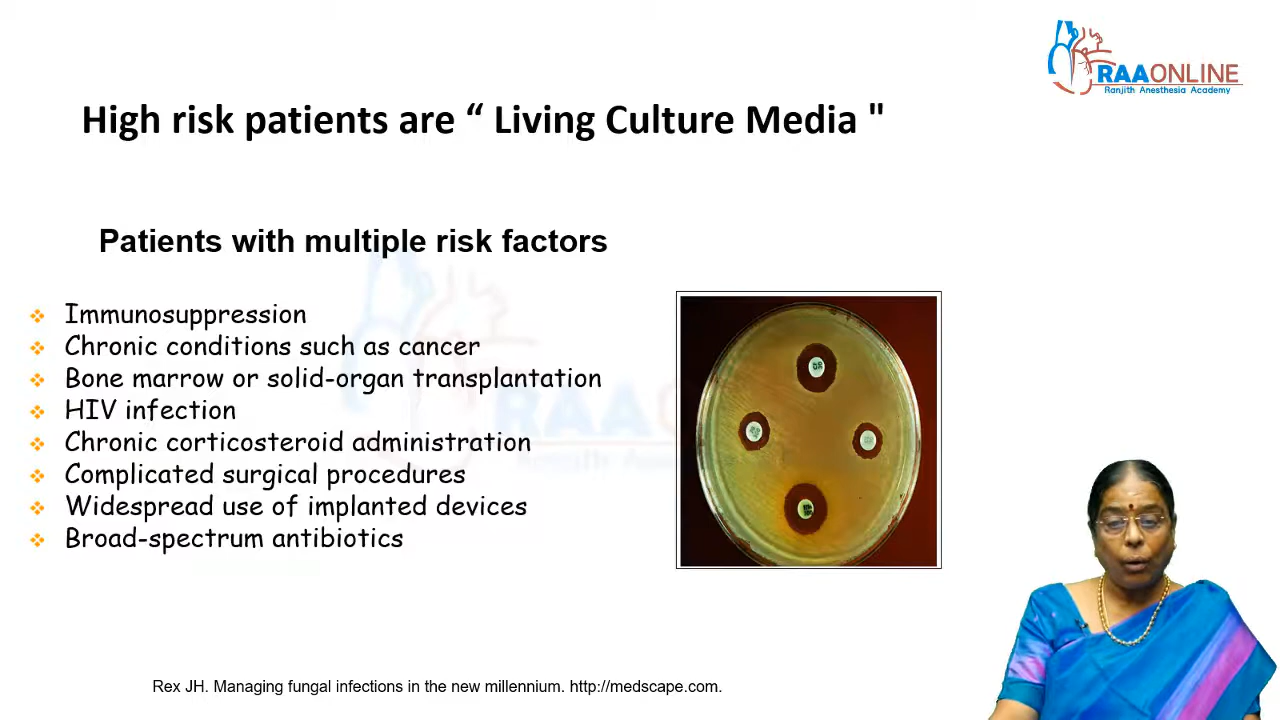 RAAONLINE
Ranjith Anesthesia Academy
High risk patients are “ Living Culture Media "
Patients with multiple risk factors
❖ Immunosuppression
❖ Chronic conditions such as cancer
❖ Bone marrow or solid-organ transplantation
❖ HIV infection
❖ Chronic corticosteroid administration
❖ Complicated surgical procedures
❖ Widespread use of implanted devices
❖ Broad-spectrum antibiotics
Rex JH. Managing fungal infections in the new millennium. http://medscape.com.